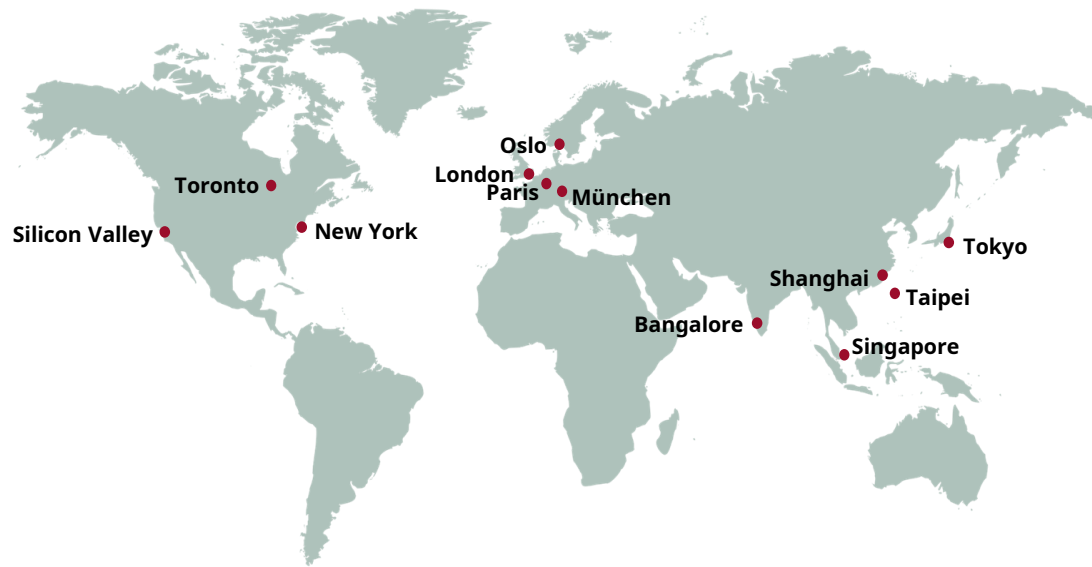 Oslo
London
Paris
München
Toronto
New York
Silicon Valley
Tokyo
Shanghai
Taipei
Bangalore
Singapore